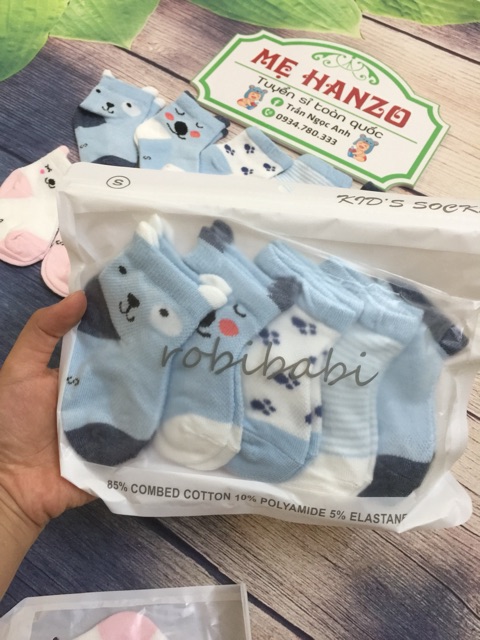 MẸ HANZO
Tuyển sỉ toàn quốc
Trần Ngọc Anh
0934.780.333
S
KID'S SOCK
robibabi
S
85% COMBED COTTON 10% POLYAMIDE 5% ELASTANE